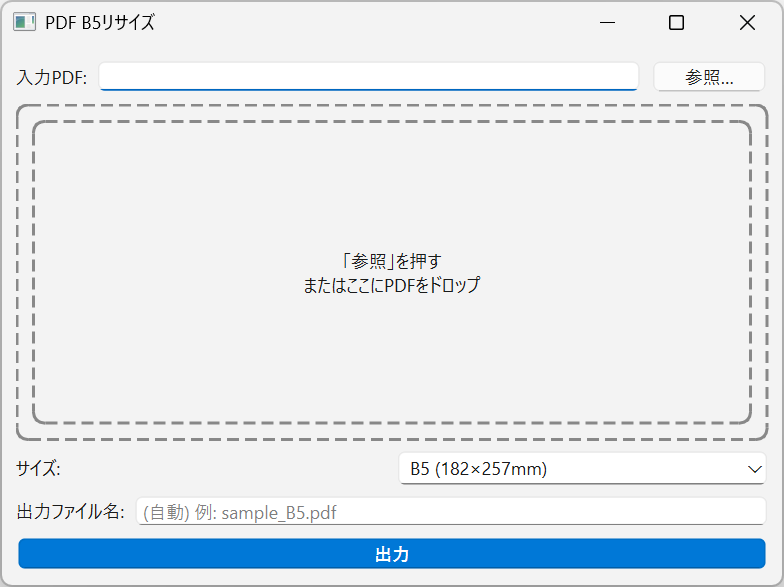 PDF B5リサイズ
入力PDF:
参照...
「参照」を押す
またはここにPDFをドロップ
サイズ:
B5 (182×257mm)
出力ファイル名:
(自動) 例: sample_B5.pdf
出力